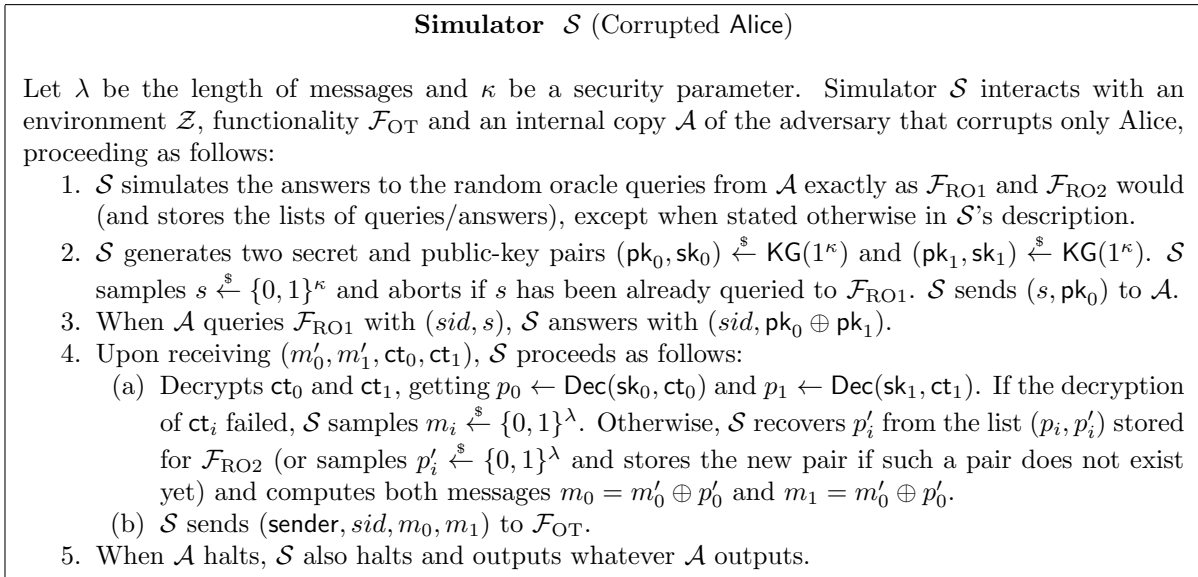 Simulator 𝒮 (Corrupted Alice)
Let λ be the length of messages and κ be a security parameter. Simulator 𝒮 interacts with an
environment 𝒵, functionality ℱ_OT and an internal copy 𝒜 of the adversary that corrupts only Alice,
proceeding as follows:
1. 𝒮 simulates the answers to the random oracle queries from 𝒜 exactly as ℱ_RO1 and ℱ_RO2 would
(and stores the lists of queries/answers), except when stated otherwise in 𝒮's description.
2. 𝒮 generates two secret and public-key pairs (pk₀, sk₀) ←$ KG(1^κ) and (pk₁, sk₁) ←$ KG(1^κ). 𝒮
samples s ←$ {0, 1}^κ and aborts if s has been already queried to ℱ_RO1. 𝒮 sends (s, pk₀) to 𝒜.
3. When 𝒜 queries ℱ_RO1 with (sid, s), 𝒮 answers with (sid, pk₀ ⊕ pk₁).
4. Upon receiving (m′₀, m′₁, ct₀, ct₁), 𝒮 proceeds as follows:
(a) Decrypts ct₀ and ct₁, getting p₀ ← Dec(sk₀, ct₀) and p₁ ← Dec(sk₁, ct₁). If the decryption
of ctᵢ failed, 𝒮 samples mᵢ ←$ {0, 1}^λ. Otherwise, 𝒮 recovers p′ᵢ from the list (pᵢ, p′ᵢ) stored
for ℱ_RO2 (or samples p′ᵢ ←$ {0, 1}^λ and stores the new pair if such a pair does not exist
yet) and computes both messages m₀ = m′₀ ⊕ p′₀ and m₁ = m′₀ ⊕ p′₀.
(b) 𝒮 sends (sender, sid, m₀, m₁) to ℱ_OT.
5. When 𝒜 halts, 𝒮 also halts and outputs whatever 𝒜 outputs.